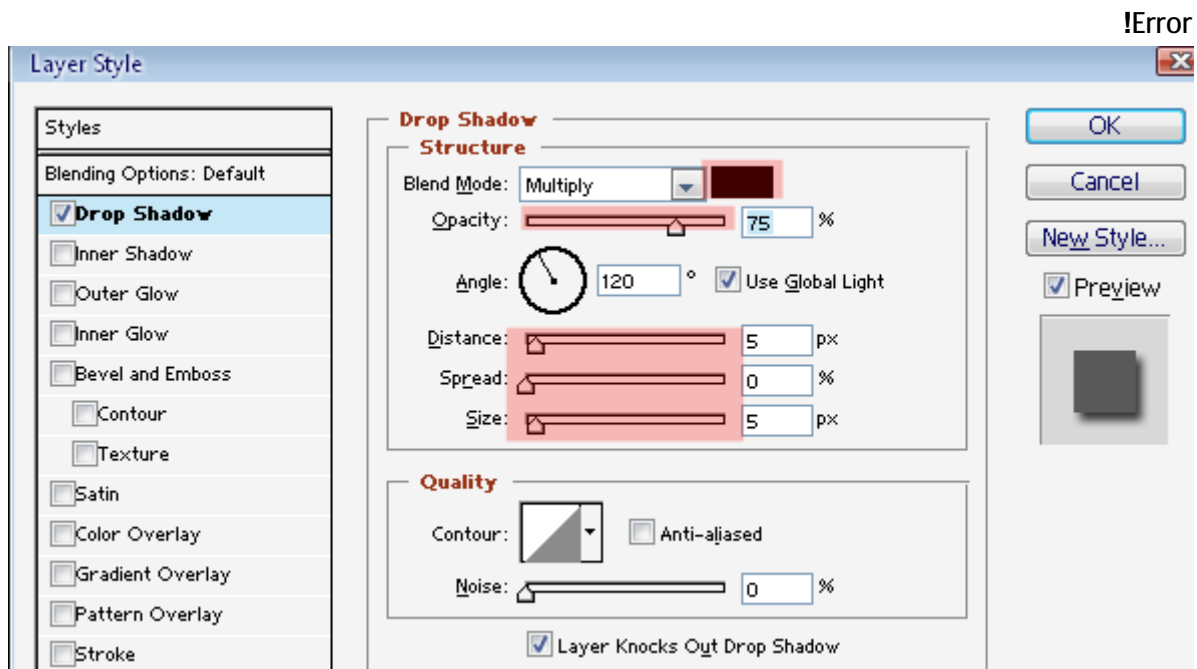 !Error
Layer Style
Styles
Blending Options: Default
Drop Shadow
Inner Shadow
Outer Glow
Inner Glow
Bevel and Emboss
Contour
Texture
Satin
Color Overlay
Gradient Overlay
Pattern Overlay
Stroke
Drop Shadow
Structure
Blend Mode: Multiply
Opacity: 75 %
Angle: 120 ° Use Global Light
Distance: 5 px
Spread: 0 %
Size: 5 px
Quality
Contour: Anti-aliased
Noise: 0 %
Layer Knocks Out Drop Shadow
OK
Cancel
New Style...
Preview